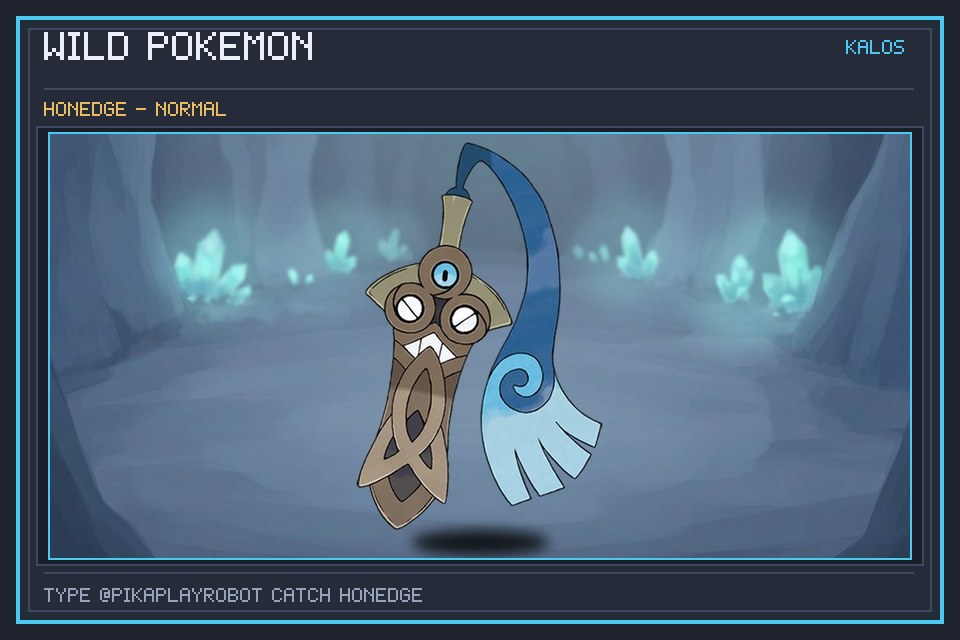 WILD POKEMON
KALOS
HONEDGE - NORMAL
TYPE @PIKAPLAYROBOT CATCH HONEDGE